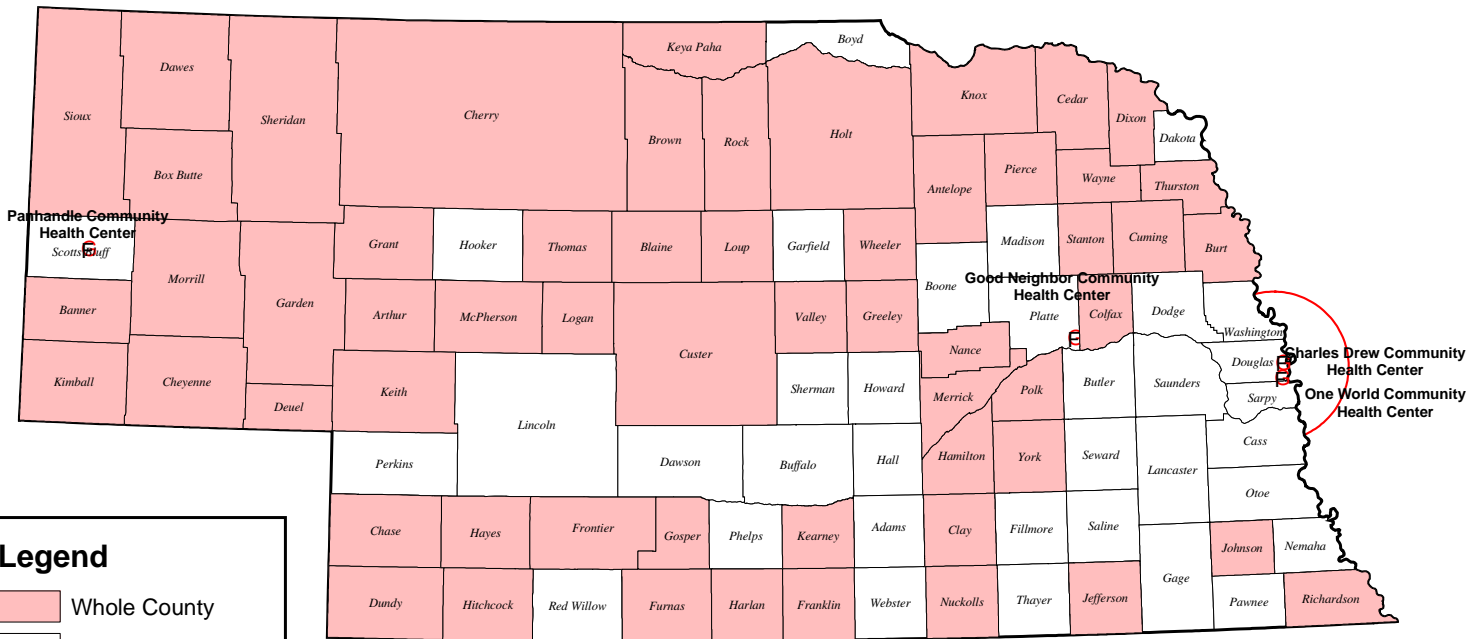 Boyd
Keya Paha
Dawes
Knox
Cedar
Sioux
Sheridan
Cherry
Dixon
Holt
Brown
Rock
Dakota
Box Butte
Pierce
Wayne
Antelope
Thurston
Panhandle Community
Health Center
Scotts Bluff
Grant
Hooker
Thomas
Blaine
Loup
Garfield
Wheeler
Madison
Stanton
Cuming
Burt
Morrill
Good Neighbor Community
Health Center
Boone
Garden
Banner
Arthur
McPherson
Logan
Valley
Greeley
Platte
Colfax
Dodge
Washington
Custer
Nance
Charles Drew Community
Health Center
Douglas
Kimball
Cheyenne
Keith
Sherman
Howard
Merrick
Polk
Butler
Saunders
Sarpy
One World Community
Health Center
Deuel
Lincoln
Perkins
Dawson
Buffalo
Hall
Hamilton
York
Seward
Lancaster
Cass
Otoe
Chase
Hayes
Frontier
Gosper
Phelps
Kearney
Adams
Clay
Fillmore
Saline
Johnson
Nemaha
Legend
Whole County
Dundy
Hitchcock
Red Willow
Furnas
Harlan
Franklin
Webster
Nuckolls
Thayer
Jefferson
Gage
Pawnee
Richardson